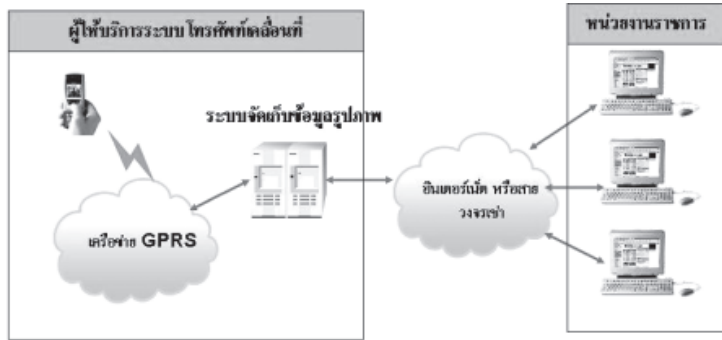 ผู้ให้บริการระบบโทรศัพท์เคลื่อนที่
หน่วยงานราชการ
ระบบจัดเก็บข้อมูลรูปภาพ
เครือข่าย GPRS
อินเตอร์เน็ต หรือสาย
วงจรเช่า